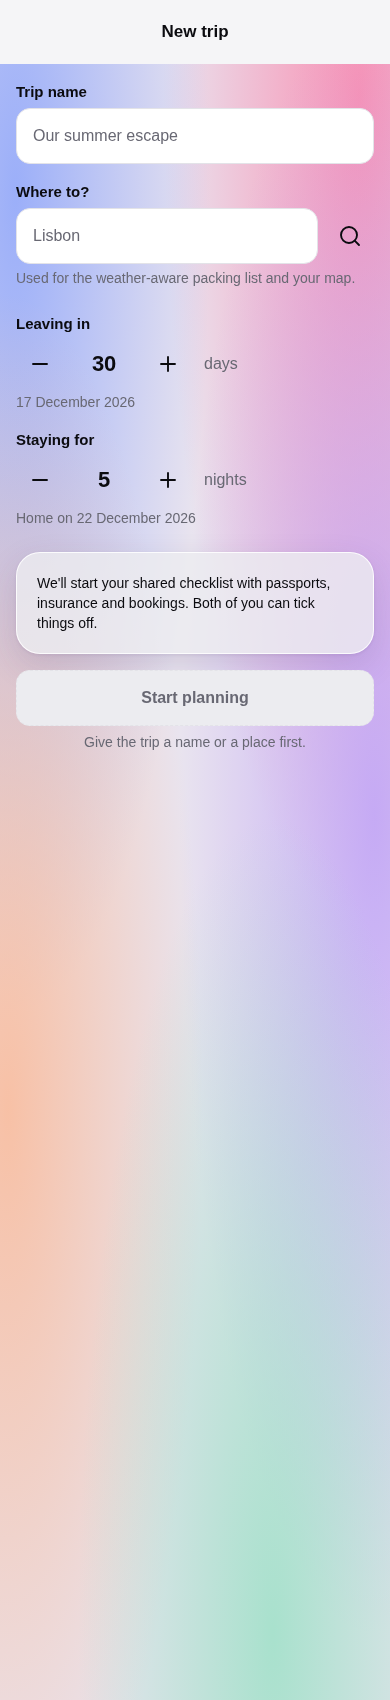 New trip
Trip name
Our summer escape
Where to?
Lisbon
Used for the weather-aware packing list and your map.
Leaving in
30 days
17 December 2026
Staying for
5 nights
Home on 22 December 2026
We'll start your shared checklist with passports,
insurance and bookings. Both of you can tick
things off.
Start planning
Give the trip a name or a place first.